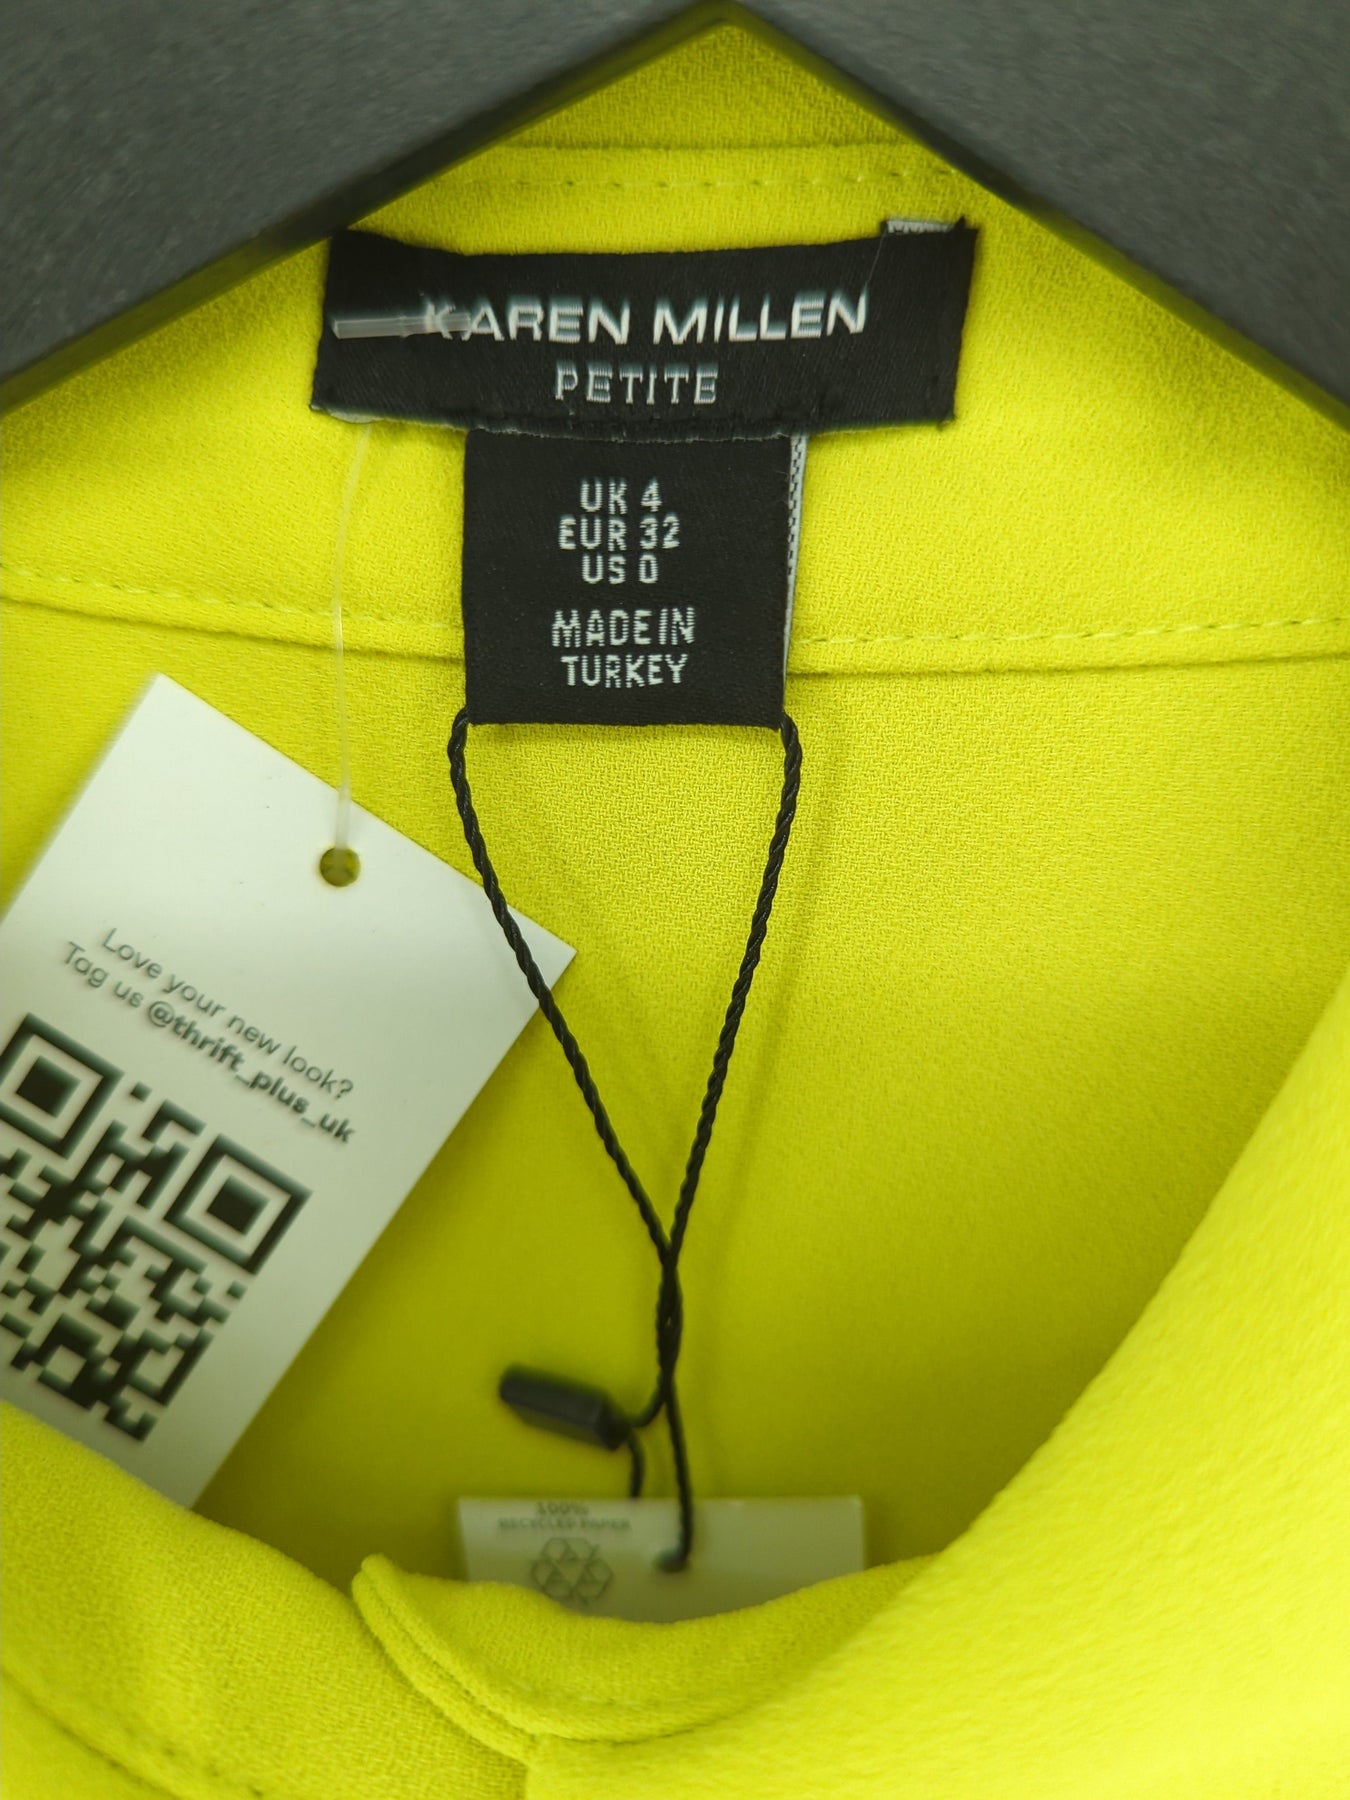 KAREN MILLEN
PETITE
UK 4
EUR 32
US 0
MADE IN
TURKEY
Love your new look?
Tag us @thrift_plus_uk
100%
RECYCLED PAPER